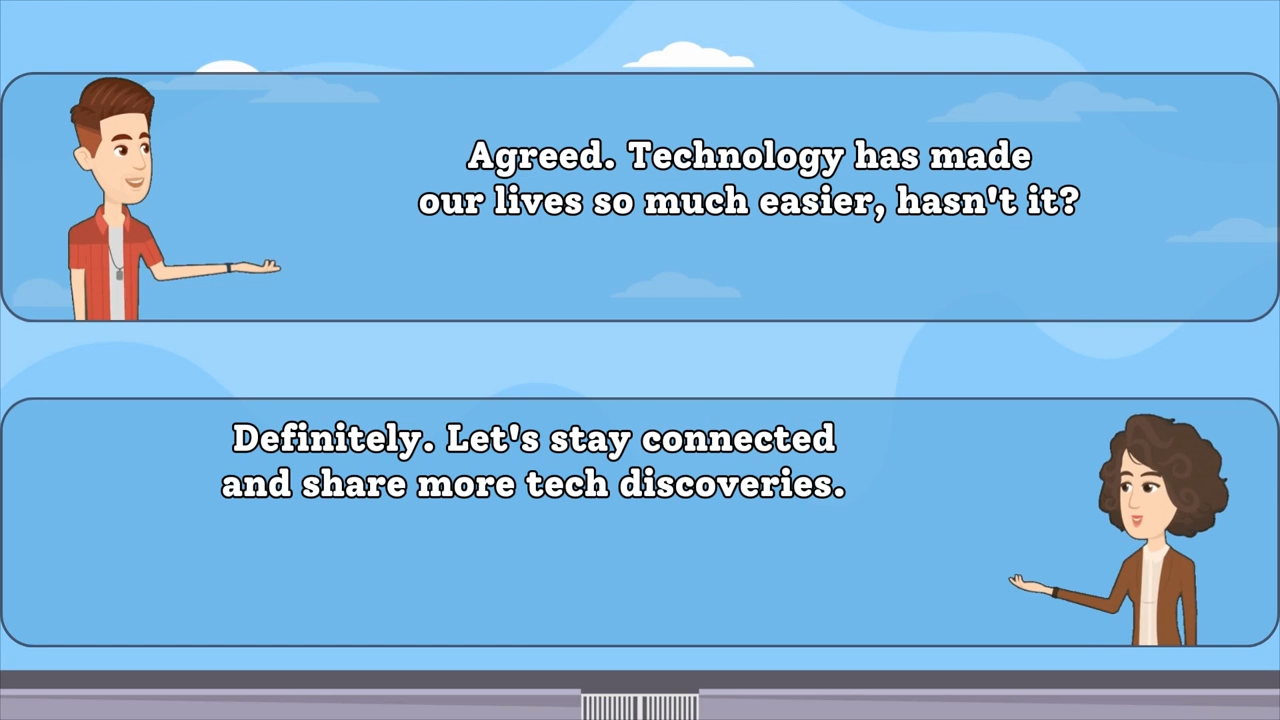 Agreed. Technology has made
our lives so much easier, hasn't it?
Definitely. Let's stay connected
and share more tech discoveries.